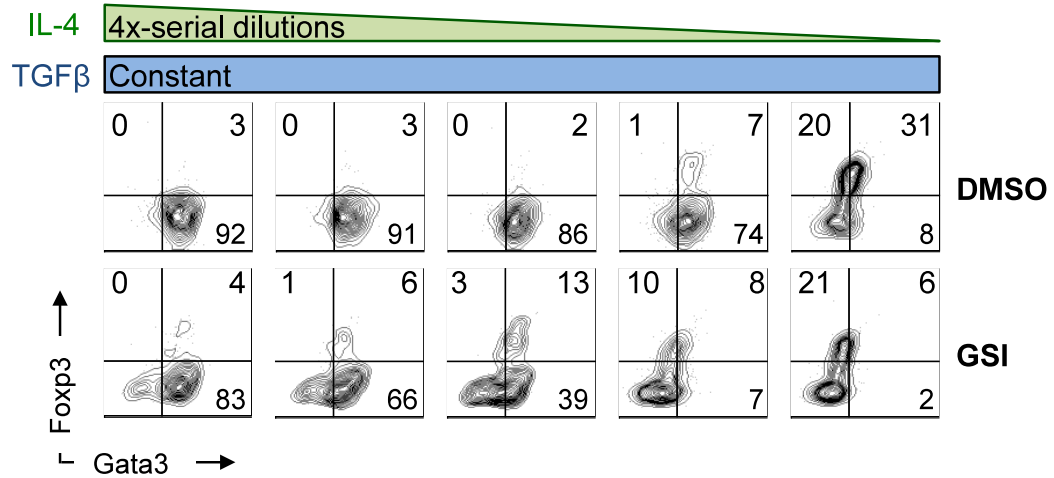 IL-4 4x-serial dilutions
TGFβ Constant
0 3 0 3 0 2 1 7 20 31
DMSO
92 91 86 74 8
0 4 1 6 3 13 10 8 21 6
GSI
83 66 39 7 2
Foxp3
Gata3